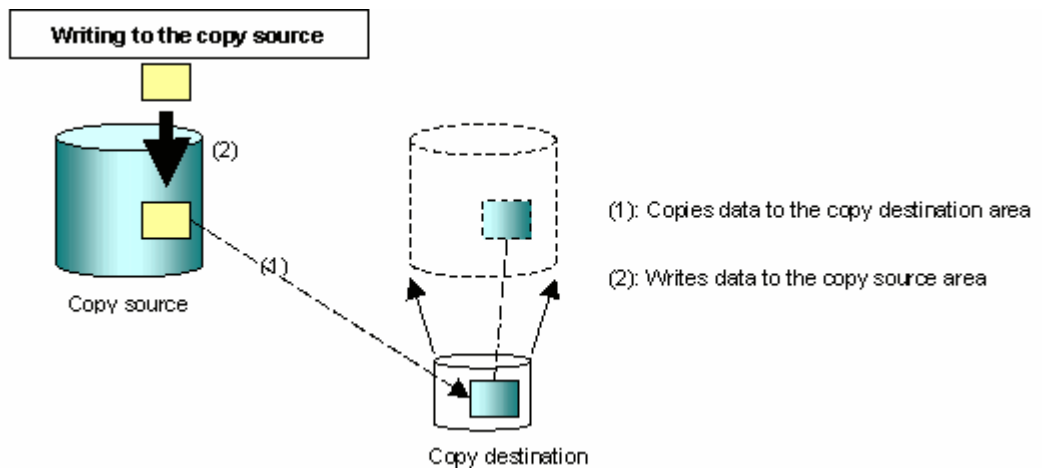 Writing to the copy source
(2)
(1): Copies data to the copy destination area
(1)
(2): Writes data to the copy source area
Copy source
Copy destination